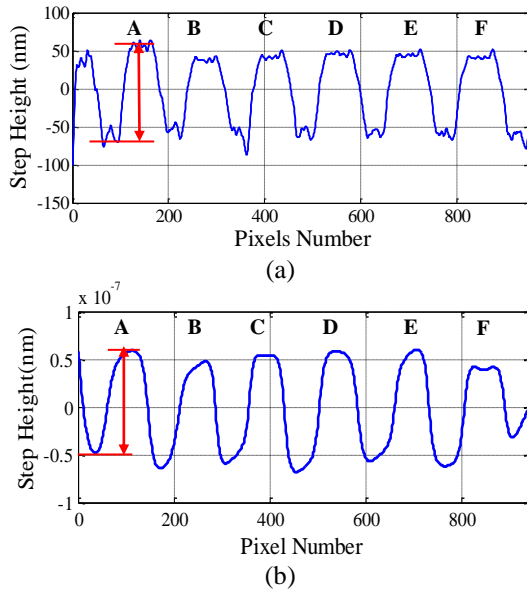 A B C D E F
100
50
0
-50
-100
-150
Step Height (nm)
0 200 400 600 800
Pixels Number
(a)
x 10-7
A B C D E F
1
0.5
0
-0.5
-1
Step Height(nm)
0 200 400 600 800
Pixel Number
(b)